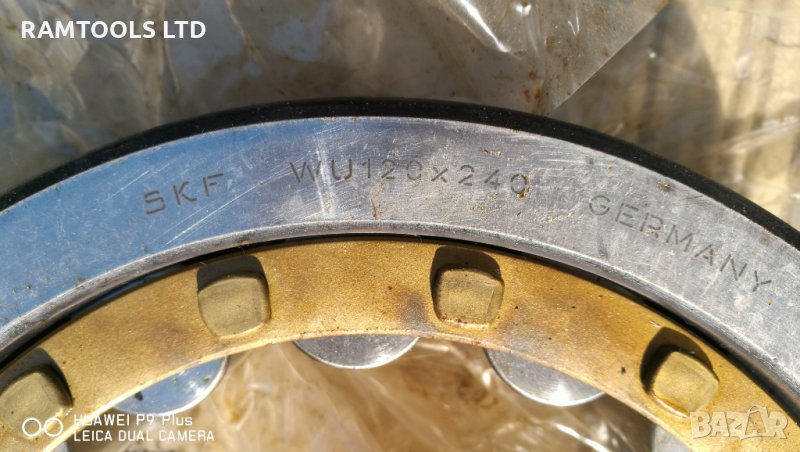 RAMTOOLS LTD
SKF WU120x240 GERMANY
HUAWEI P9 Plus
LEICA DUAL CAMERA
BAZAR